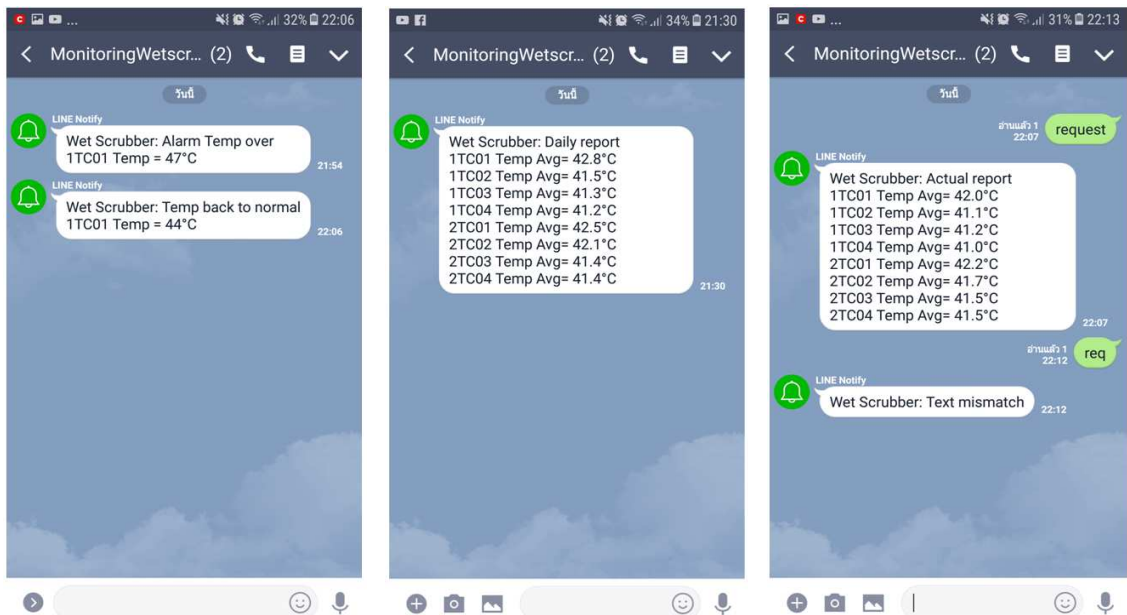 32% 22:06
MonitoringWetscr... (2)
วันนี้
LINE Notify
Wet Scrubber: Alarm Temp over
1TC01 Temp = 47°C
21:54
LINE Notify
Wet Scrubber: Temp back to normal
1TC01 Temp = 44°C
22:06
34% 21:30
MonitoringWetscr... (2)
วันนี้
LINE Notify
Wet Scrubber: Daily report
1TC01 Temp Avg= 42.8°C
1TC02 Temp Avg= 41.5°C
1TC03 Temp Avg= 41.3°C
1TC04 Temp Avg= 41.2°C
2TC01 Temp Avg= 42.5°C
2TC02 Temp Avg= 42.1°C
2TC03 Temp Avg= 41.4°C
2TC04 Temp Avg= 41.4°C
21:30
31% 22:13
MonitoringWetscr... (2)
วันนี้
อ่านแล้ว 1
22:07
request
LINE Notify
Wet Scrubber: Actual report
1TC01 Temp Avg= 42.0°C
1TC02 Temp Avg= 41.1°C
1TC03 Temp Avg= 41.2°C
1TC04 Temp Avg= 41.0°C
2TC01 Temp Avg= 42.2°C
2TC02 Temp Avg= 41.7°C
2TC03 Temp Avg= 41.5°C
2TC04 Temp Avg= 41.5°C
22:07
อ่านแล้ว 1
22:12
req
LINE Notify
Wet Scrubber: Text mismatch
22:12